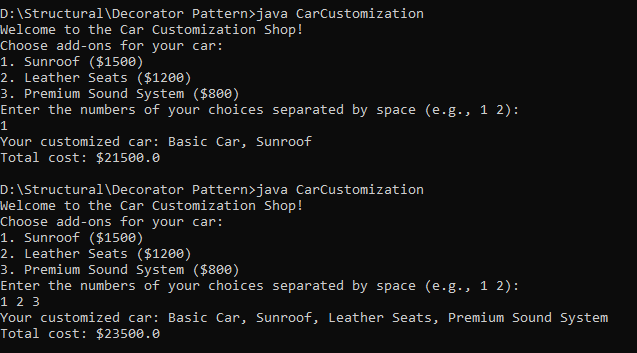 D:\Structural\Decorator Pattern>java CarCustomization
Welcome to the Car Customization Shop!
Choose add-ons for your car:
1. Sunroof ($1500)
2. Leather Seats ($1200)
3. Premium Sound System ($800)
Enter the numbers of your choices separated by space (e.g., 1 2):
1
Your customized car: Basic Car, Sunroof
Total cost: $21500.0
D:\Structural\Decorator Pattern>java CarCustomization
Welcome to the Car Customization Shop!
Choose add-ons for your car:
1. Sunroof ($1500)
2. Leather Seats ($1200)
3. Premium Sound System ($800)
Enter the numbers of your choices separated by space (e.g., 1 2):
1 2 3
Your customized car: Basic Car, Sunroof, Leather Seats, Premium Sound System
Total cost: $23500.0